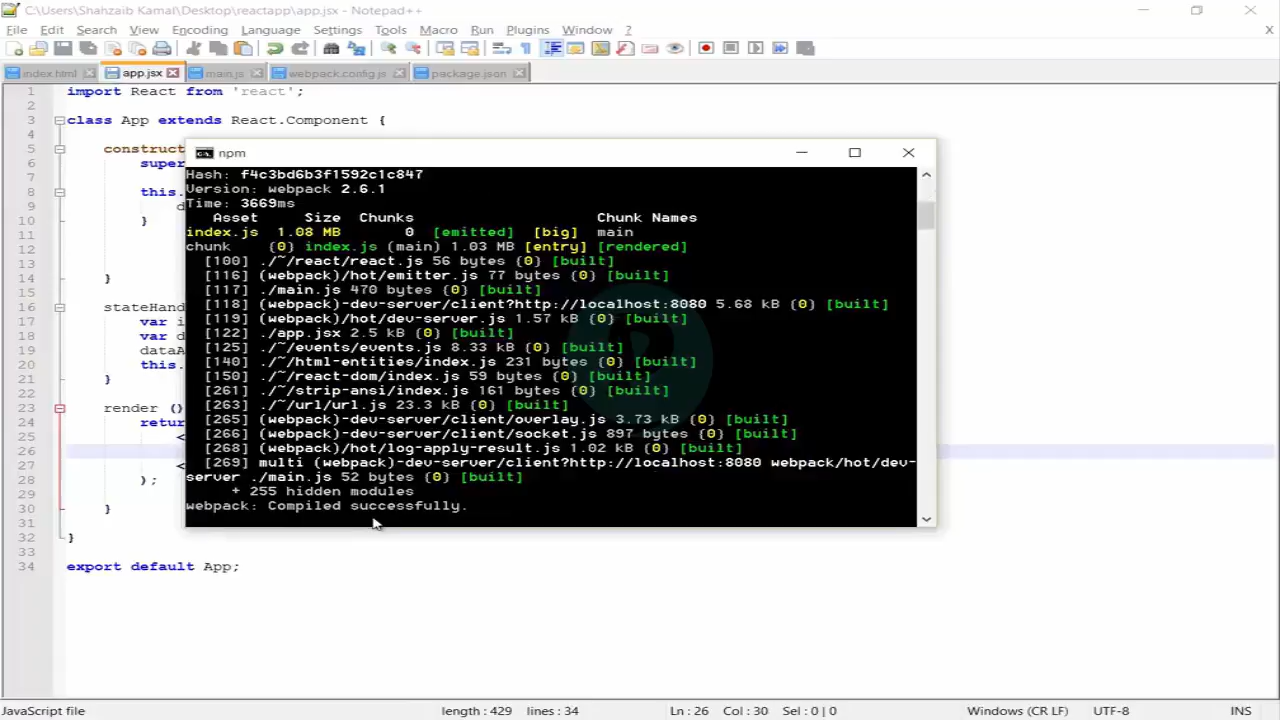 C:\Users\Shahzaib Kamal\Desktop\reactapp\app.jsx - Notepad++
File Edit Search View Encoding Language Settings Tools Macro Run Plugins Window ? X
index.html app.jsx main.js webpack.config.js package.json
1 import React from 'react';
2
3 class App extends React.Component {
4
5 construct
6 super
7
8 this.
9 d
10 }
11
12
13
14 }
15
16 stateHand
17 var i
18 var d
19 dataA
20 this.
21 }
22
23 render ()
24 retur
25 <
26
27 <
28 );
29
30 }
31
32 }
33
34 export default App;
npm
Hash: f4c3bd6b3f1592c1c847
Version: webpack 2.6.1
Time: 3669ms
Asset Size Chunks Chunk Names
index.js 1.08 MB 0 [emitted] [big] main
chunk {0} index.js (main) 1.03 MB [entry] [rendered]
[100] ./~/react/react.js 56 bytes {0} [built]
[116] (webpack)/hot/emitter.js 77 bytes {0} [built]
[117] ./main.js 470 bytes {0} [built]
[118] (webpack)-dev-server/client?http://localhost:8080 5.68 kB {0} [built]
[119] (webpack)/hot/dev-server.js 1.57 kB {0} [built]
[122] ./app.jsx 2.5 kB {0} [built]
[125] ./~/events/events.js 8.33 kB {0} [built]
[140] ./~/html-entities/index.js 231 bytes {0} [built]
[150] ./~/react-dom/index.js 59 bytes {0} [built]
[261] ./~/strip-ansi/index.js 161 bytes {0} [built]
[263] ./~/url/url.js 23.3 kB {0} [built]
[265] (webpack)-dev-server/client/overlay.js 3.73 kB {0} [built]
[266] (webpack)-dev-server/client/socket.js 897 bytes {0} [built]
[268] (webpack)/hot/log-apply-result.js 1.02 kB {0} [built]
[269] multi (webpack)-dev-server/client?http://localhost:8080 webpack/hot/dev-
server ./main.js 52 bytes {0} [built]
+ 255 hidden modules
webpack: Compiled successfully.
JavaScript file length : 429 lines : 34 Ln : 26 Col : 30 Sel : 0 | 0 Windows (CR LF) UTF-8 INS